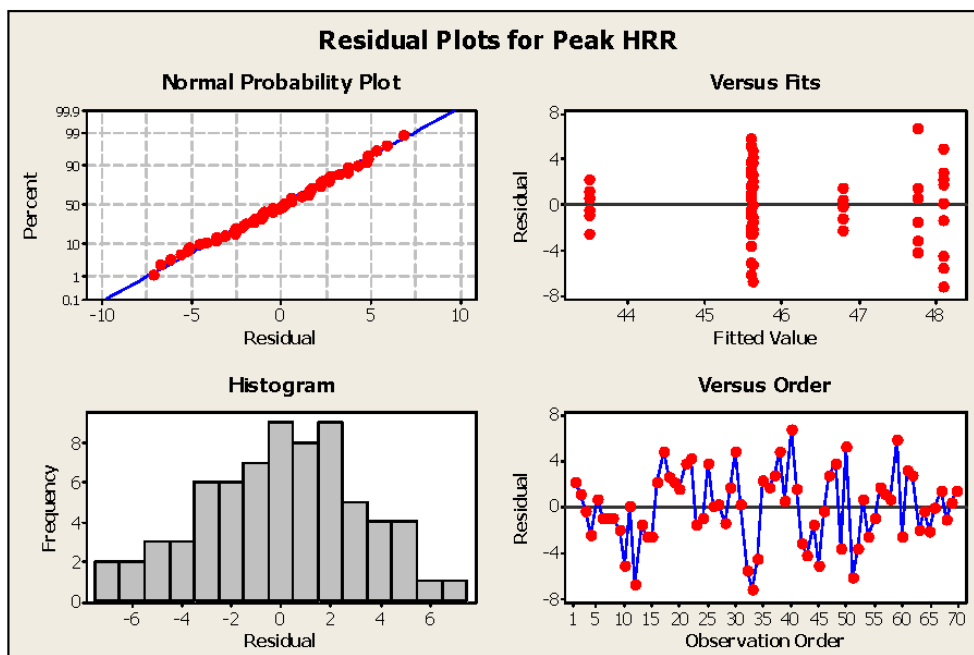 Residual Plots for Peak HRR
Normal Probability Plot
99.9
99
90
50
10
1
0.1
Percent
-10 -5 0 5 10
Residual
Versus Fits
8
4
0
-4
-8
Residual
44 45 46 47 48
Fitted Value
Histogram
8
6
4
2
0
Frequency
-6 -4 -2 0 2 4 6
Residual
Versus Order
8
4
0
-4
-8
Residual
1 5 10 15 20 25 30 35 40 45 50 55 60 65 70
Observation Order